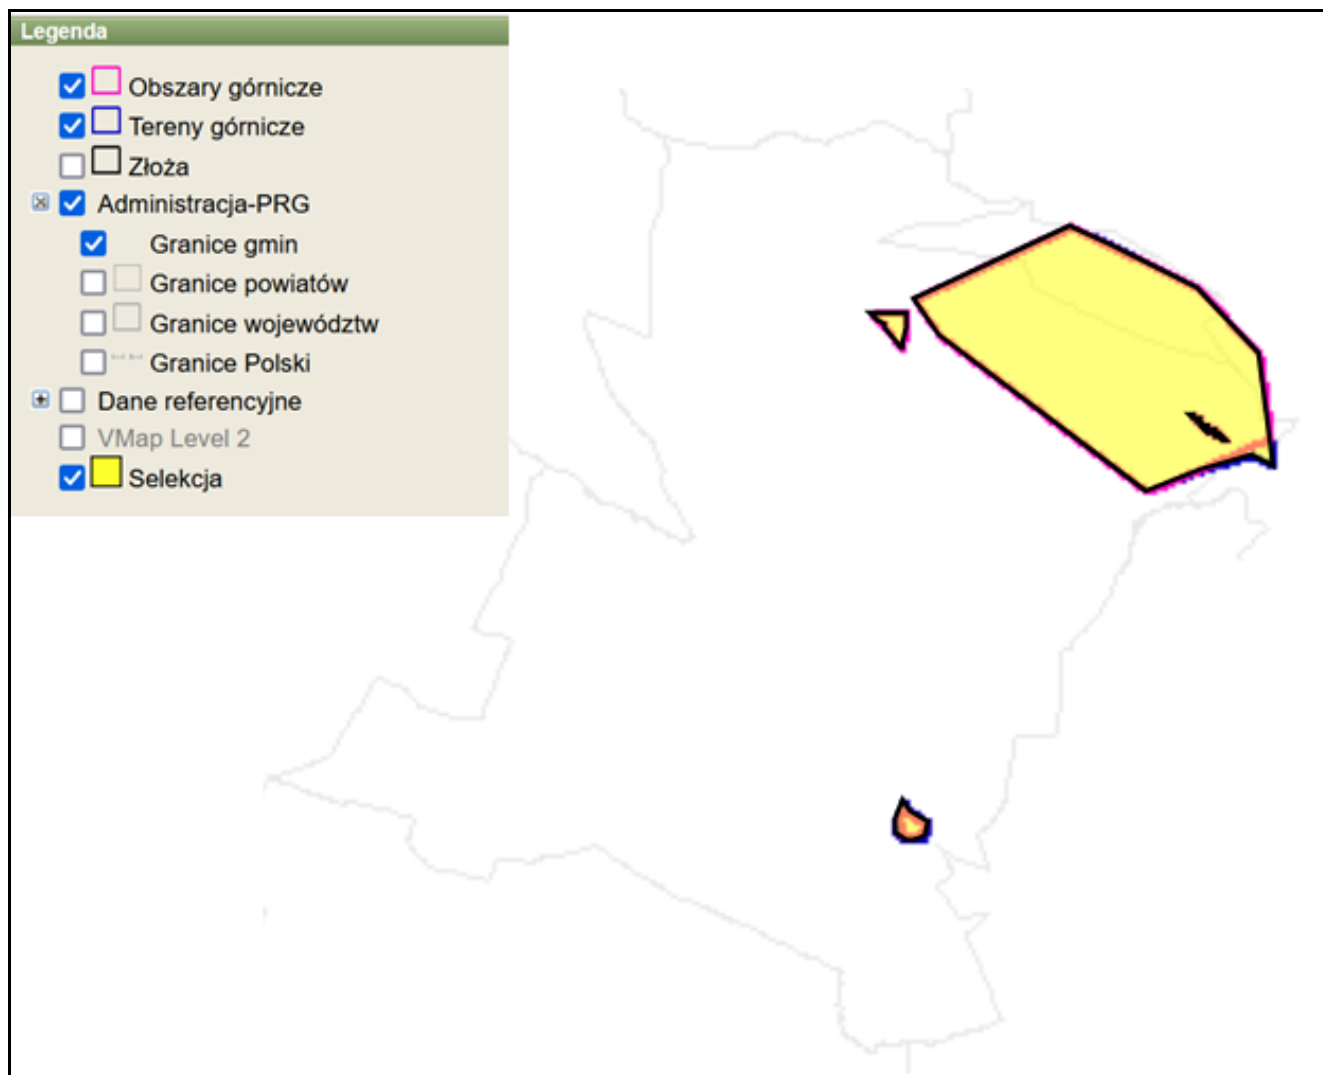 Legenda
Obszary górnicze
Tereny górnicze
Złoża
Administracja-PRG
Granice gmin
Granice powiatów
Granice województw
Granice Polski
Dane referencyjne
VMap Level 2
Selekcja